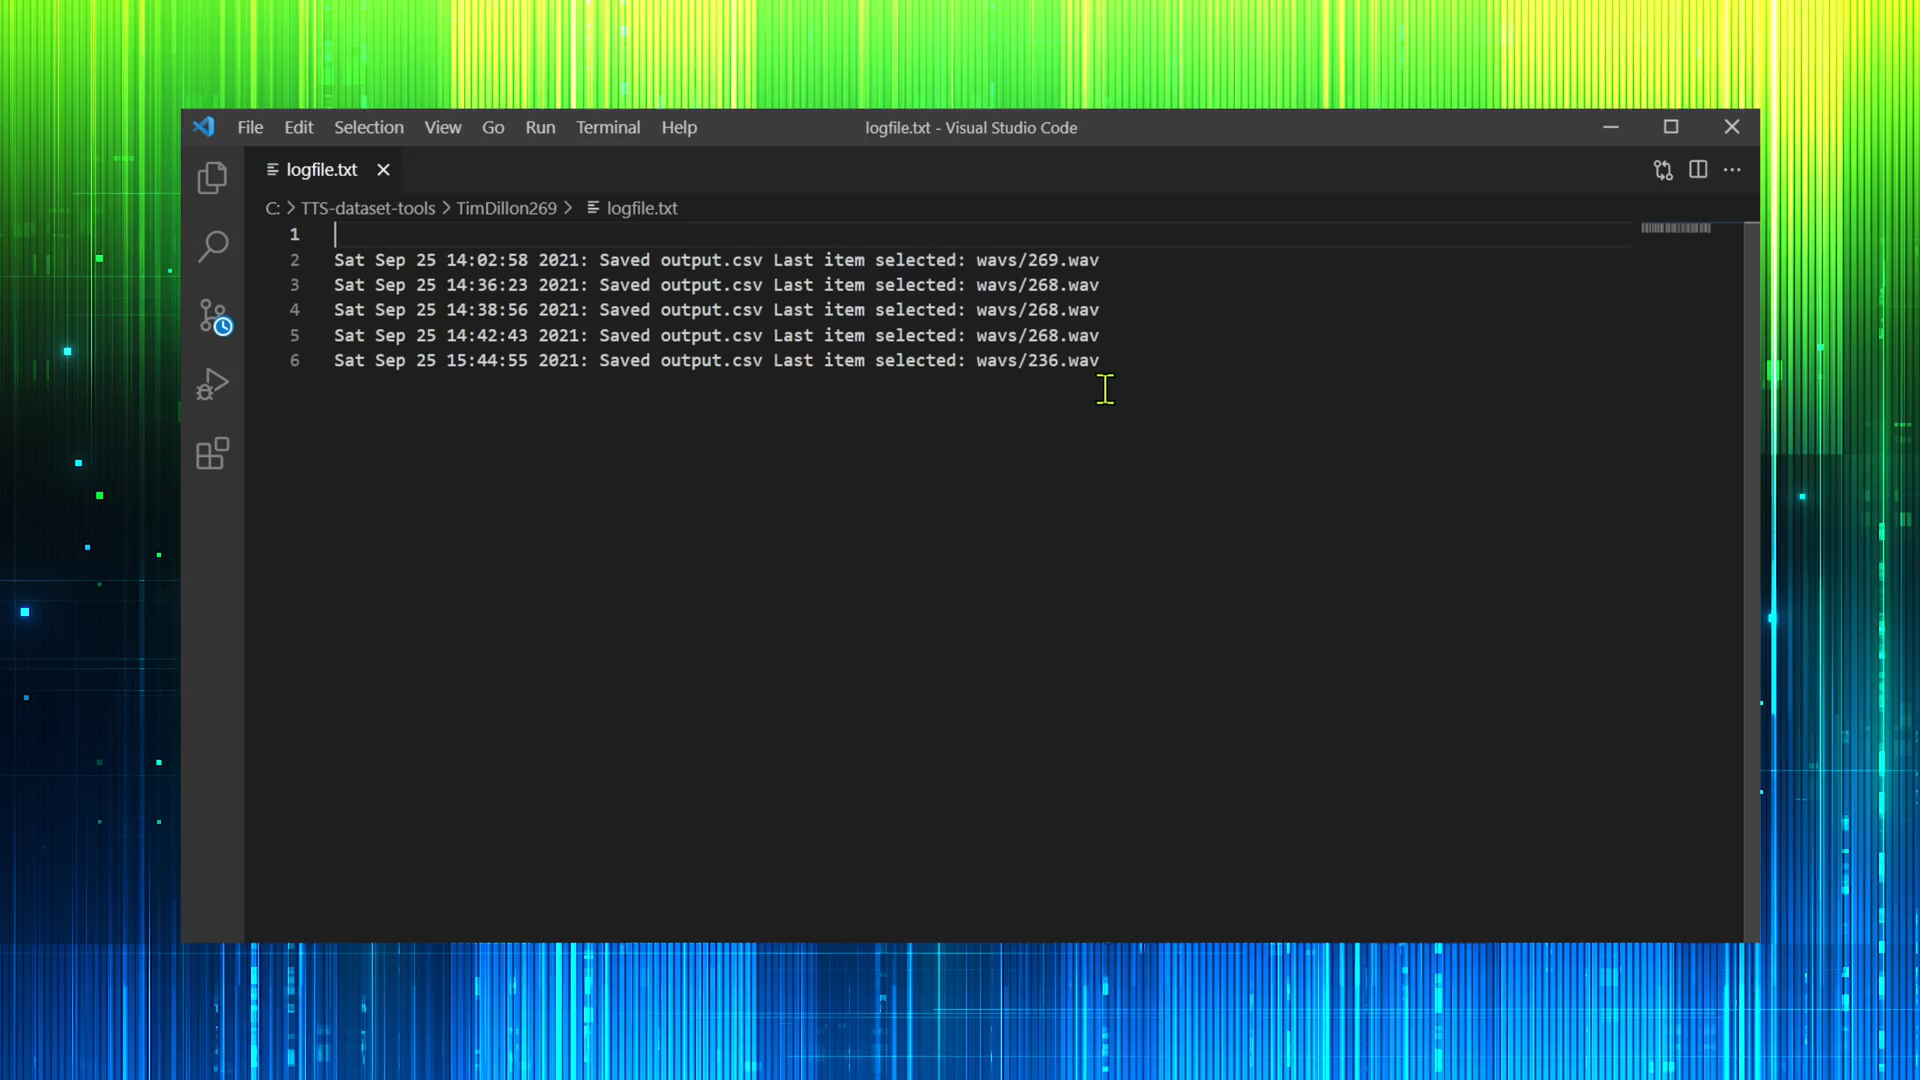 File Edit Selection View Go Run Terminal Help logfile.txt - Visual Studio Code
logfile.txt
C: > TTS-dataset-tools > TimDillon269 > logfile.txt
1
2 Sat Sep 25 14:02:58 2021: Saved output.csv Last item selected: wavs/269.wav
3 Sat Sep 25 14:36:23 2021: Saved output.csv Last item selected: wavs/268.wav
4 Sat Sep 25 14:38:56 2021: Saved output.csv Last item selected: wavs/268.wav
5 Sat Sep 25 14:42:43 2021: Saved output.csv Last item selected: wavs/268.wav
6 Sat Sep 25 15:44:55 2021: Saved output.csv Last item selected: wavs/236.wav